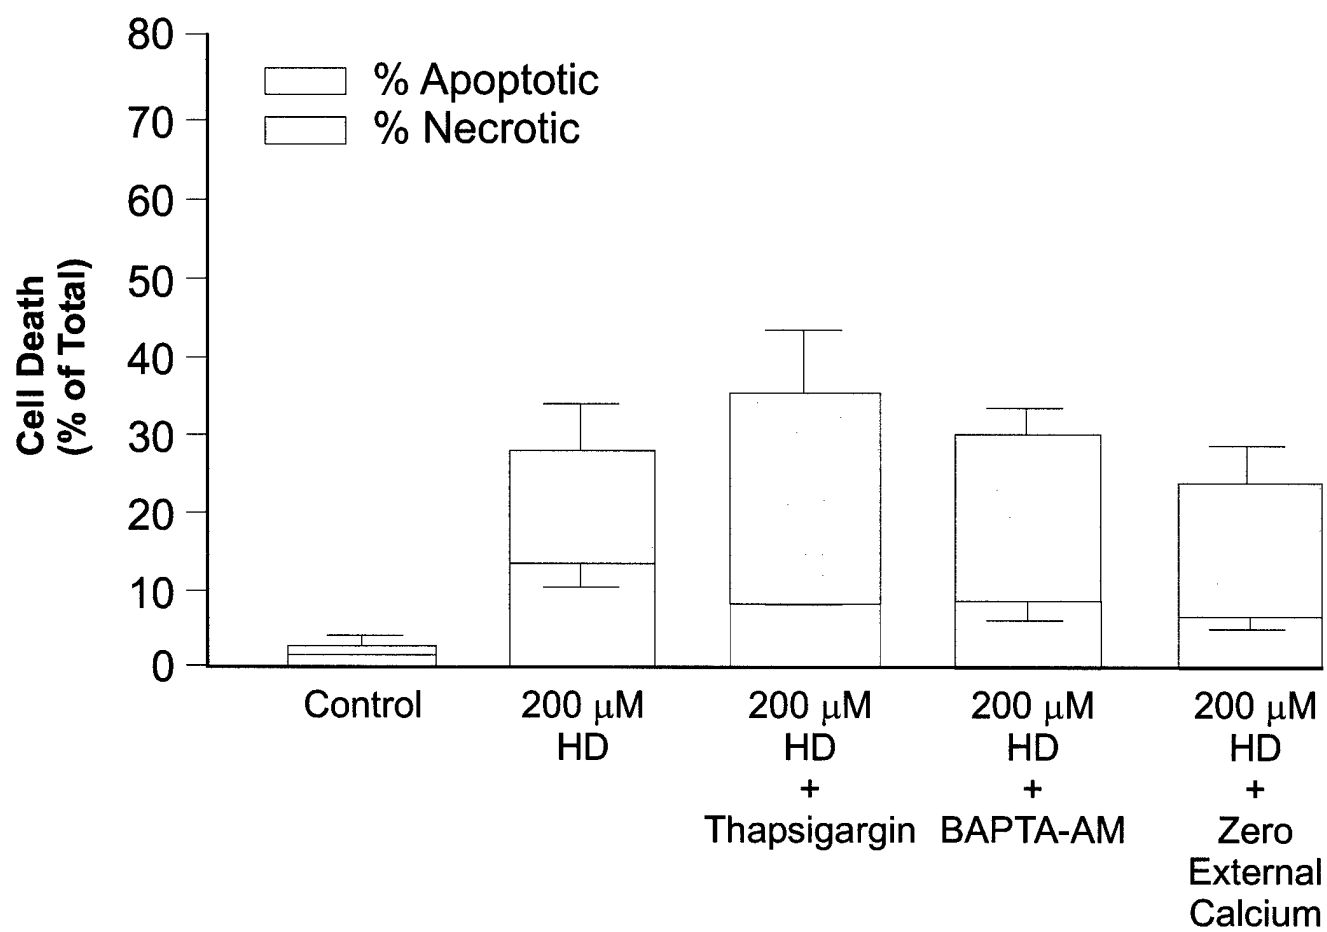 80
70
60
50
40
30
20
10
0
Cell Death
(% of Total)
% Apoptotic
% Necrotic
Control
200 µM
HD
200 µM
HD
+
Thapsigargin
200 µM
HD
+
BAPTA-AM
200 µM
HD
+
Zero
External
Calcium